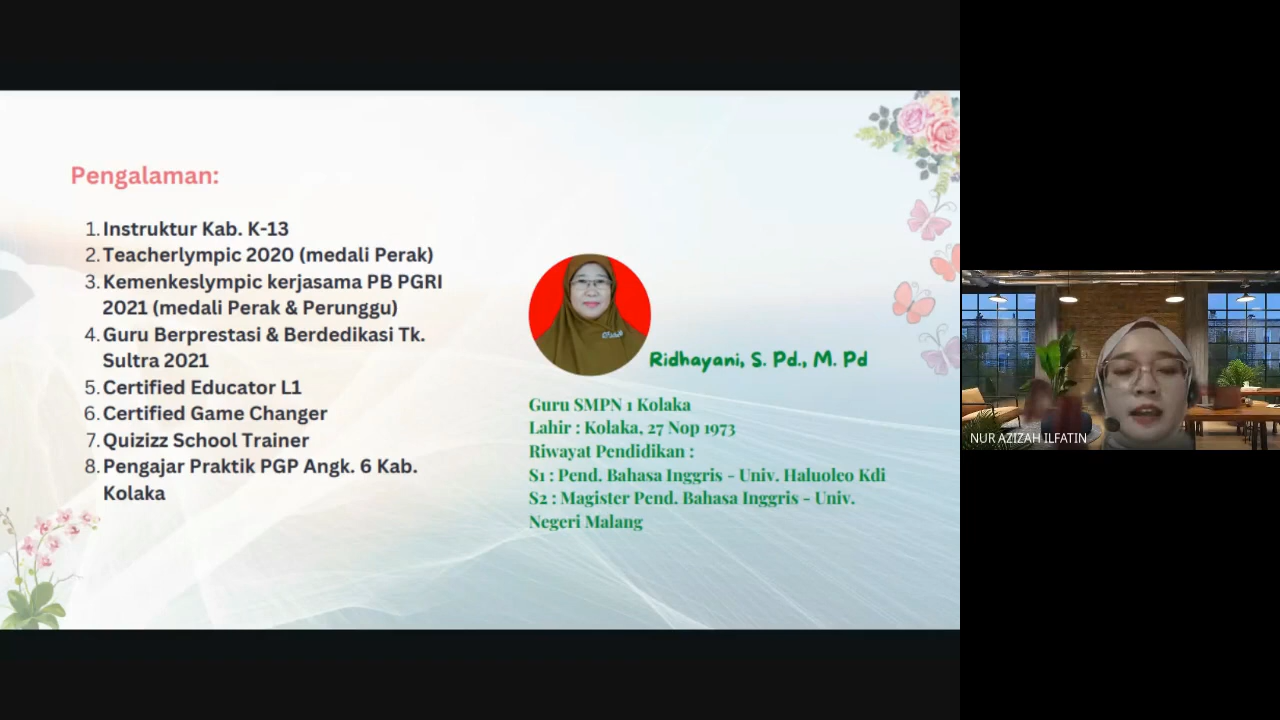 Pengalaman:
1. Instruktur Kab. K-13
2. Teacherlympic 2020 (medali Perak)
3. Kemenkeslympic kerjasama PB PGRI
2021 (medali Perak & Perunggu)
4. Guru Berprestasi & Berdedikasi Tk.
Sultra 2021
5. Certified Educator L1
6. Certified Game Changer
7. Quizizz School Trainer
8. Pengajar Praktik PGP Angk. 6 Kab.
Kolaka
Ridhayani, S. Pd., M. Pd
Guru SMPN 1 Kolaka
Lahir : Kolaka, 27 Nop 1973
Riwayat Pendidikan :
S1 : Pend. Bahasa Inggris - Univ. Haluoleo Kdi
S2 : Magister Pend. Bahasa Inggris - Univ.
Negeri Malang
NUR AZIZAH ILFATIN